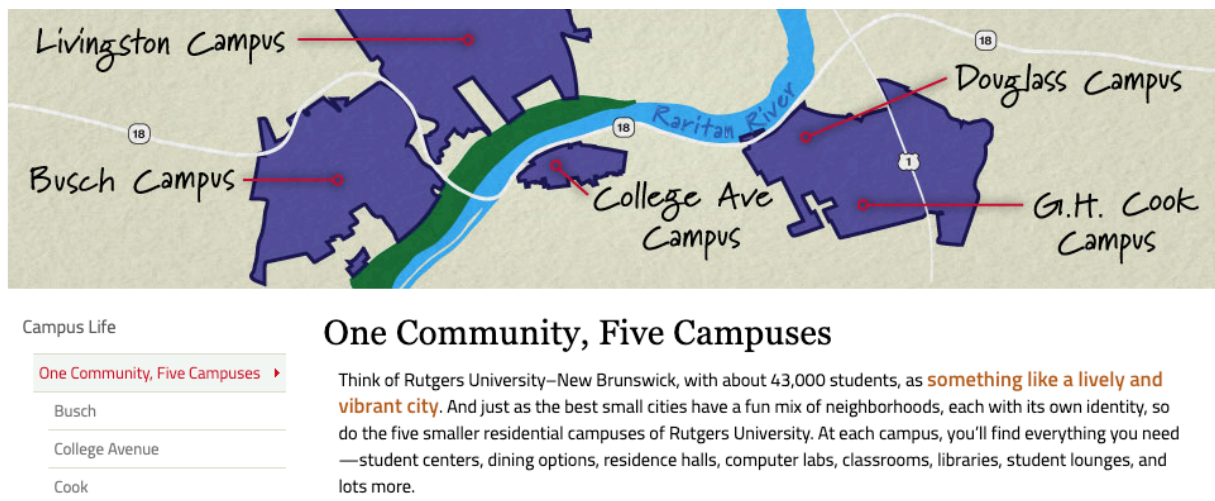 Livingston Campus
18
Douglass Campus
Raritan River
18
18
1
Busch Campus
College Ave
Campus
G.H. Cook
Campus
Campus Life
One Community, Five Campuses
One Community, Five Campuses
Busch
College Avenue
Cook
Think of Rutgers University–New Brunswick, with about 43,000 students, as something like a lively and
vibrant city. And just as the best small cities have a fun mix of neighborhoods, each with its own identity, so
do the five smaller residential campuses of Rutgers University. At each campus, you’ll find everything you need
—student centers, dining options, residence halls, computer labs, classrooms, libraries, student lounges, and
lots more.